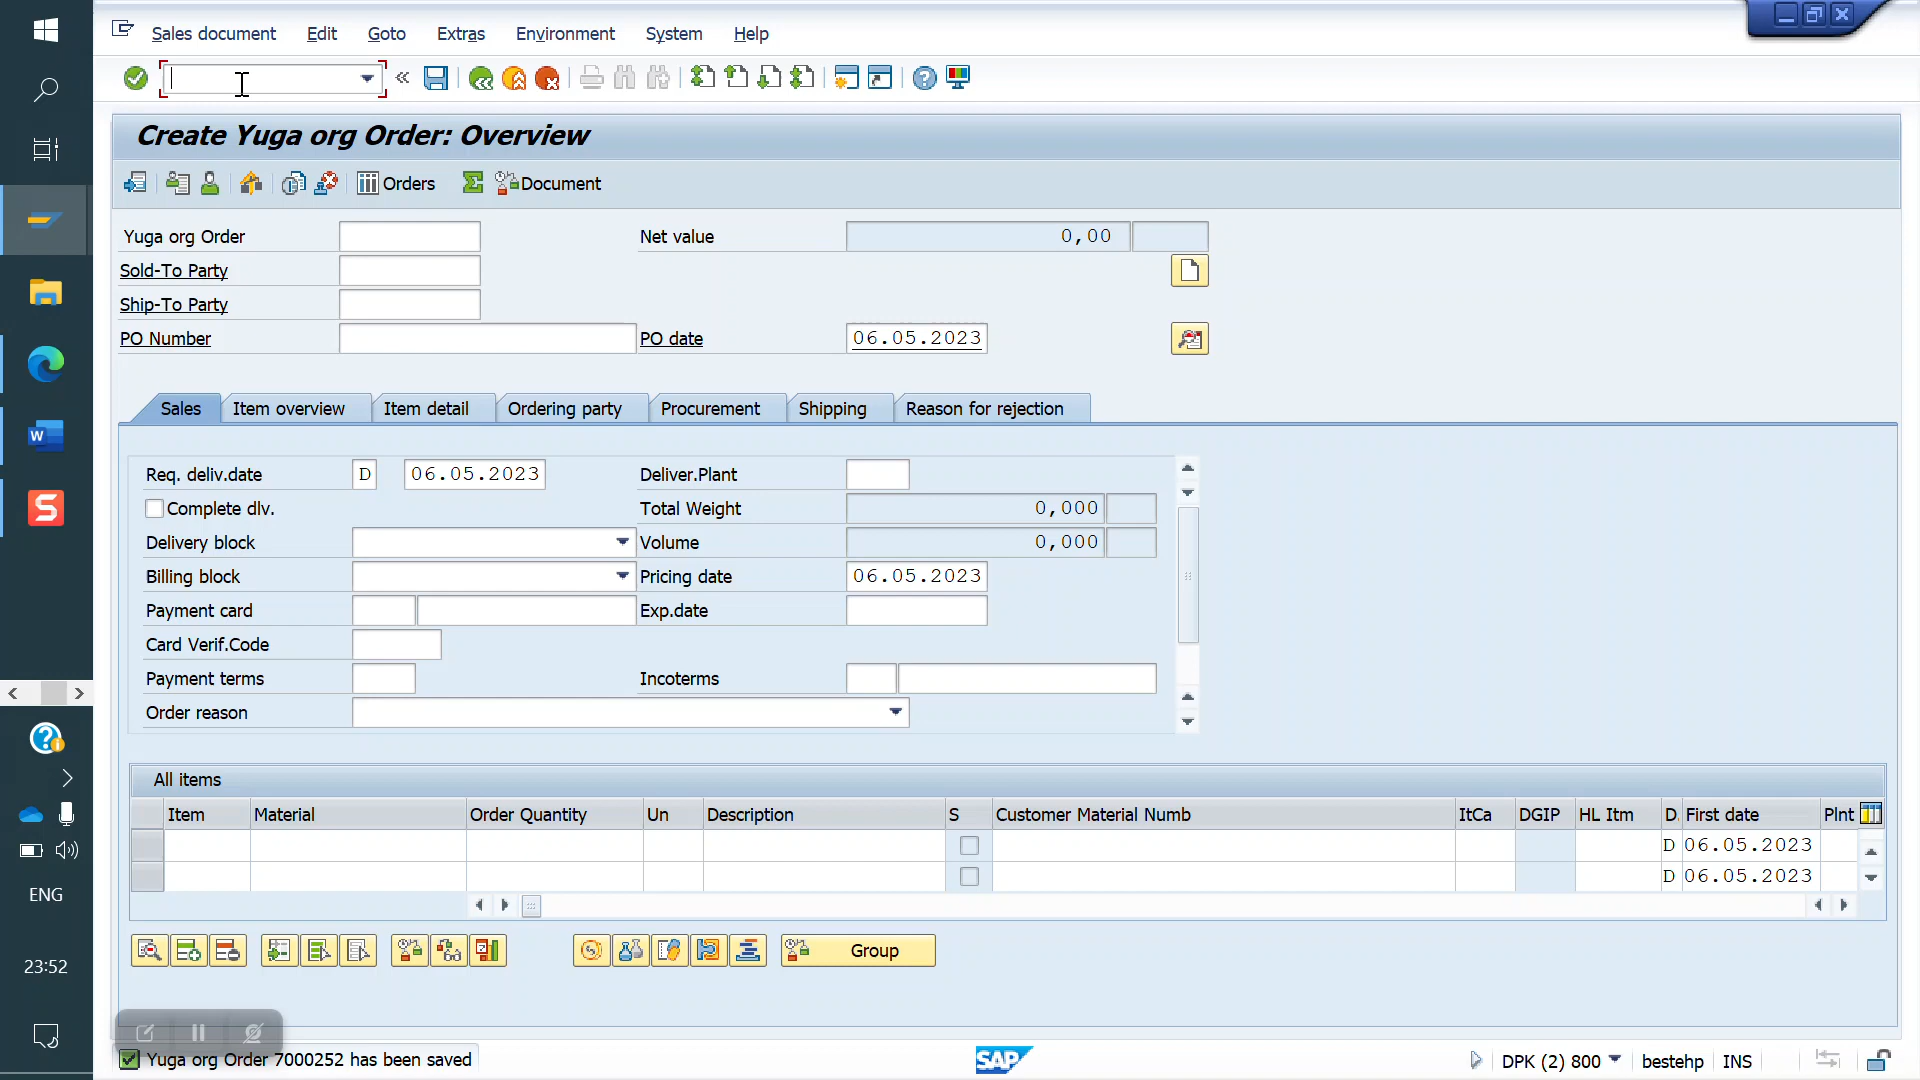 Sales document Edit Goto Extras Environment System Help
Create Yuga org Order: Overview
Orders Document
Yuga org Order Net value 0,00
Sold-To Party
Ship-To Party
PO Number PO date 06.05.2023
Sales Item overview Item detail Ordering party Procurement Shipping Reason for rejection
Req. deliv.date D 06.05.2023 Deliver.Plant
Complete dlv. Total Weight 0,000
Delivery block Volume 0,000
Billing block Pricing date 06.05.2023
Payment card Exp.date
Card Verif.Code
Payment terms Incoterms
Order reason
All items
Item Material Order Quantity Un Description S Customer Material Numb ItCa DGIP HL Itm D. First date Plnt
D 06.05.2023
D 06.05.2023
Group
ENG
23:52
Yuga org Order 7000252 has been saved
SAP
DPK (2) 800 bestehp INS